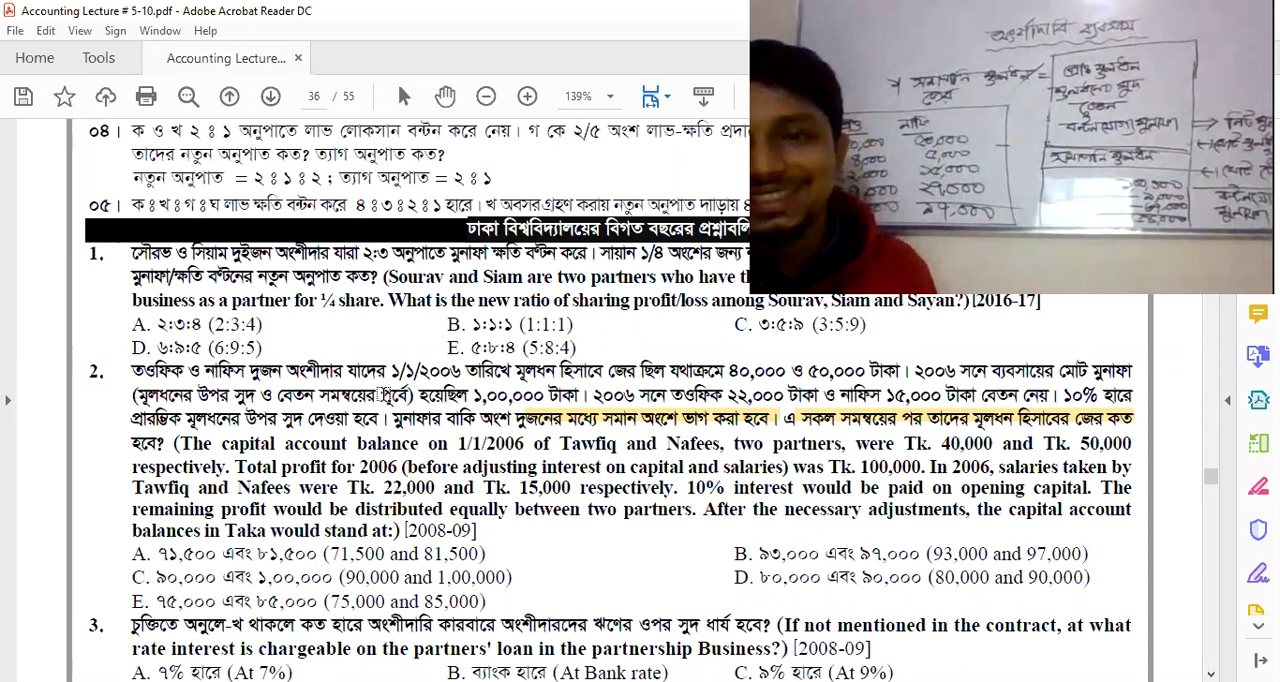 Accounting Lecture # 5-10.pdf - Adobe Acrobat Reader DC
File Edit View Sign Window Help
Home Tools Accounting Lecture... ×
36 / 55 139%
০৪। ক ও খ ২ ঃ ১ অনুপাতে লাভ লোকসান বন্টন করে নেয়। গ কে ২/৫ অংশ লাভ-ক্ষতি
তাদের নতুন অনুপাত কত? ত্যাগ অনুপাত কত?
নতুন অনুপাত = ২ ঃ ১ ঃ ২ ; ত্যাগ অনুপাত = ২ ঃ ১
০৫। ক ঃ খ ঃ গ ঃ ঘ লাভ ক্ষতি বন্টন করে ৪ ঃ ৩ ঃ ২ ঃ ১ হারে। খ অবসর গ্রহণ করায় নতুন অনুপাত দাড়ায়
ঢাকা বিশ্ববিদ্যালয়ের বিগত বছরের
1. সৌরভ ও সিয়াম দুইজন অংশীদার যারা ২:৩ অনুপাতে মুনাফা ক্ষতি বণ্টন করে। সায়ান ১/৪ অংশের জন্য
মুনাফা/ক্ষতি বণ্টনের নতুন অনুপাত কত? (Sourav and Siam are two partners who have
business as a partner for ¼ share. What is the new ratio of sharing profit/loss among Sourav, Siam and Sayan?) [2016-17]
A. ২:৩:৪ (2:3:4) B. ১:১:১ (1:1:1) C. ৩:৫:৯ (3:5:9)
D. ৬:৯:৫ (6:9:5) E. ৫:৮:৪ (5:8:4)
2. তওফিক ও নাফিস দুজন অংশীদার যাদের ১/১/২০০৬ তারিখে মূলধন হিসাবে জের ছিল যথাক্রমে ৪০,০০০ ও ৫০,০০০ টাকা। ২০০৬ সনে ব্যবসায়ের মোট মুনাফা
(মূলধনের উপর সুদ ও বেতন সমন্বয়ের পূর্বে) হয়েছিল ১,০০,০০০ টাকা। ২০০৬ সনে তওফিক ২২,০০০ টাকা ও নাফিস ১৫,০০০ টাকা বেতন নেয়। ১০% হারে
প্রারম্ভিক মূলধনের উপর সুদ দেওয়া হবে। মুনাফার বাকি অংশ দুজনের মধ্যে সমান অংশে ভাগ করা হবে। এ সকল সমন্বয়ের পর তাদের মূলধন হিসাবের জের কত
হবে? (The capital account balance on 1/1/2006 of Tawfiq and Nafees, two partners, were Tk. 40,000 and Tk. 50,000
respectively. Total profit for 2006 (before adjusting interest on capital and salaries) was Tk. 100,000. In 2006, salaries taken by
Tawfiq and Nafees were Tk. 22,000 and Tk. 15,000 respectively. 10% interest would be paid on opening capital. The
remaining profit would be distributed equally between two partners. After the necessary adjustments, the capital account
balances in Taka would stand at:) [2008-09]
A. ৭১,৫০০ এবং ৮১,৫০০ (71,500 and 81,500) B. ৯৩,০০০ এবং ৯৭,০০০ (93,000 and 97,000)
C. ৯০,০০০ এবং ১,০০,০০০ (90,000 and 1,00,000) D. ৮০,০০০ এবং ৯০,০০০ (80,000 and 90,000)
E. ৭৫,০০০ এবং ৮৫,০০০ (75,000 and 85,000)
3. চুক্তিতে অনুলে-খ থাকলে কত হারে অংশীদারি কারবারে অংশীদারদের ঋণের ওপর সুদ ধার্য হবে? (If not mentioned in the contract, at what
rate interest is chargeable on the partners' loan in the partnership Business?) [2008-09]
A. ৭% হারে (At 7%) B. ব্যাংক হারে (At Bank rate) C. ৯% হারে (At 9%)
অংশীদারি ব্যবসায়
সমাপনি মূলধন =
মূলধনের সুদ
বেতন
বন্টনযোগ্য মুনাফা
সমাপনি মূলধন